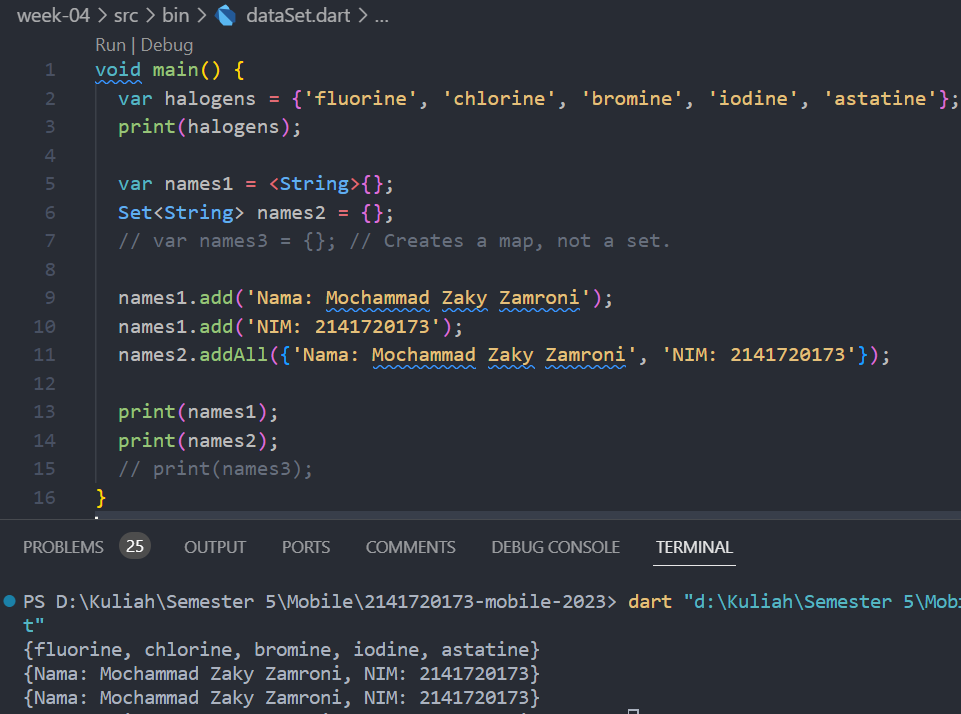 week-04 > src > bin > dataSet.dart > ...
Run | Debug
1 void main() {
2   var halogens = {'fluorine', 'chlorine', 'bromine', 'iodine', 'astatine'};
3   print(halogens);
4
5   var names1 = <String>{};
6   Set<String> names2 = {};
7   // var names3 = {}; // Creates a map, not a set.
8
9   names1.add('Nama: Mochammad Zaky Zamroni');
10   names1.add('NIM: 2141720173');
11   names2.addAll({'Nama: Mochammad Zaky Zamroni', 'NIM: 2141720173'});
12
13   print(names1);
14   print(names2);
15   // print(names3);
16 }
PROBLEMS 25 OUTPUT PORTS COMMENTS DEBUG CONSOLE TERMINAL
PS D:\Kuliah\Semester 5\Mobile\2141720173-mobile-2023> dart "d:\Kuliah\Semester 5\Mobi
t"
{fluorine, chlorine, bromine, iodine, astatine}
{Nama: Mochammad Zaky Zamroni, NIM: 2141720173}
{Nama: Mochammad Zaky Zamroni, NIM: 2141720173}